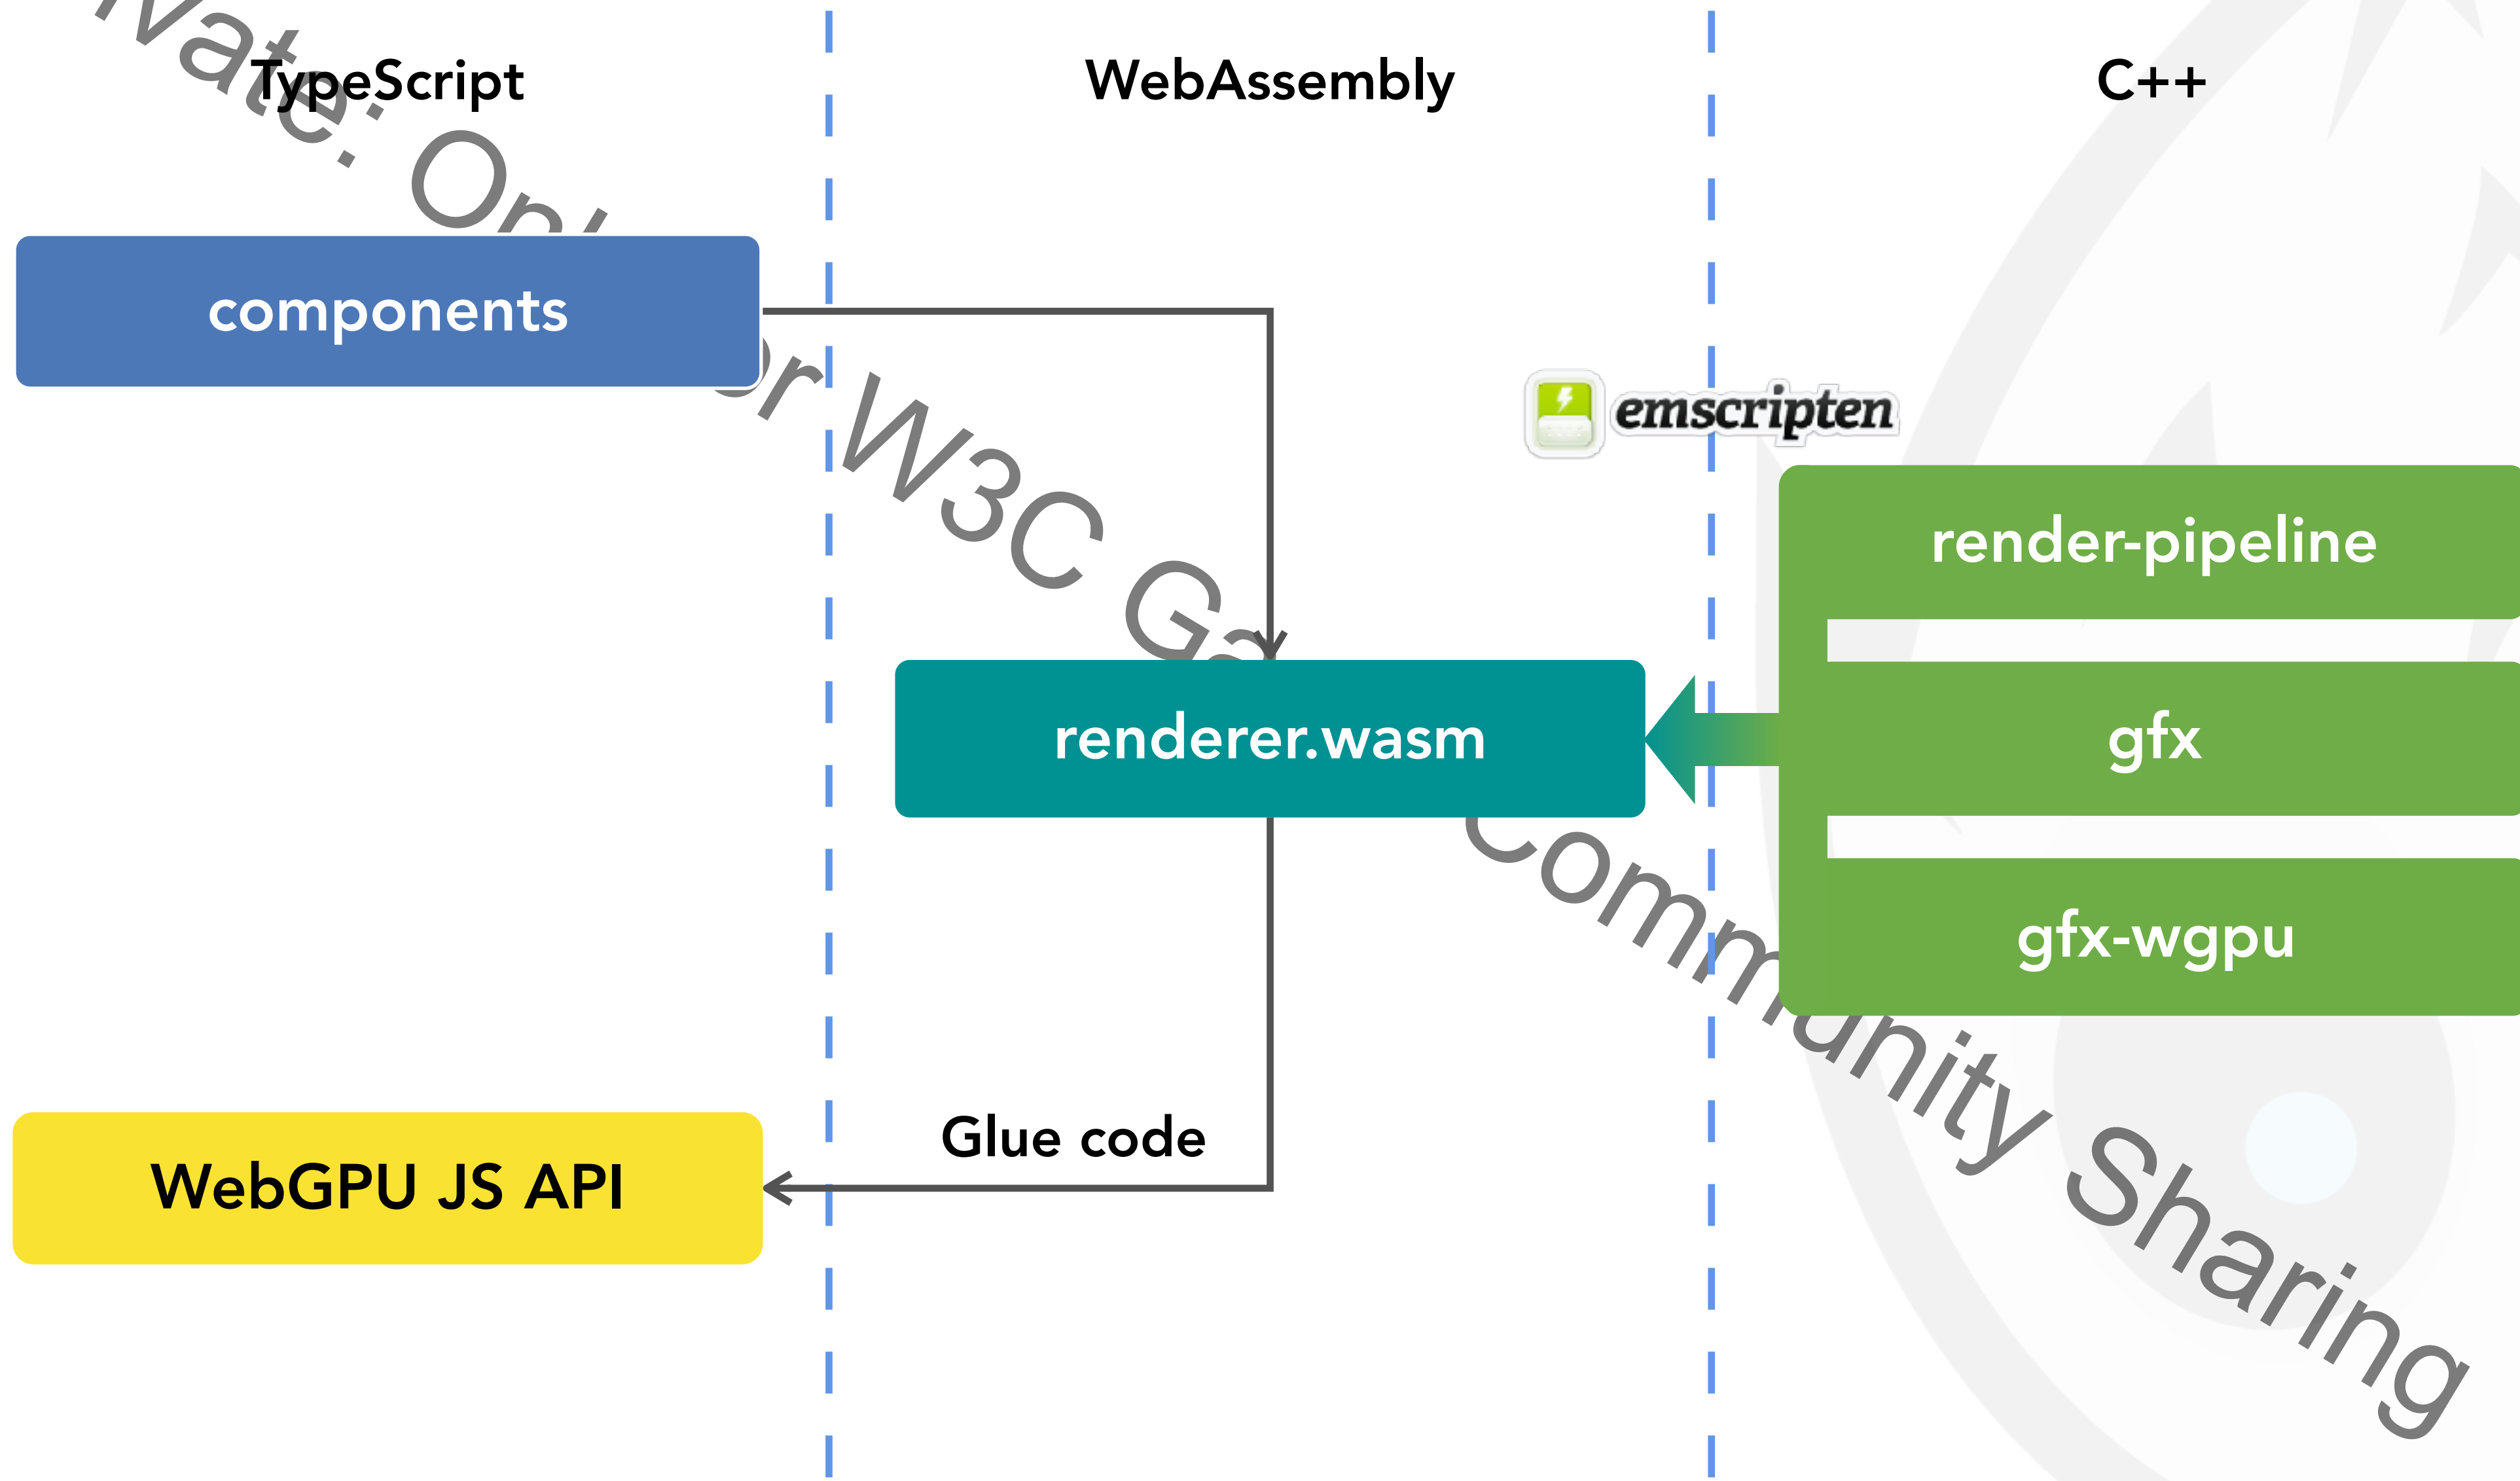 TypeScript
WebAssembly
C++
components
emscripten
render-pipeline
renderer.wasm
gfx
gfx-wgpu
Glue code
WebGPU JS API
W3C
Community Sharing